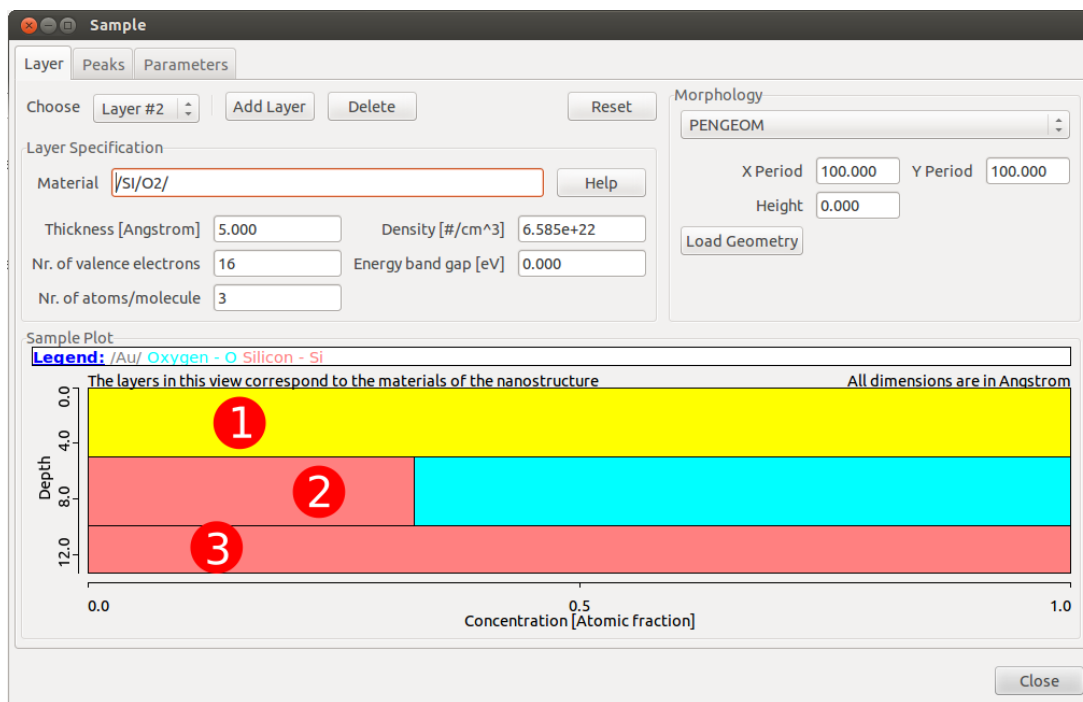 Sample
Layer Peaks Parameters
Choose Layer #2 Add Layer Delete Reset
Morphology
PENGEOM
Layer Specification
Material /SI/O2/ Help
X Period 100.000 Y Period 100.000
Height 0.000
Thickness [Angstrom] 5.000 Density [#/cm^3] 6.585e+22
Load Geometry
Nr. of valence electrons 16 Energy band gap [eV] 0.000
Nr. of atoms/molecule 3
Sample Plot
Legend: /Au/ Oxygen - O Silicon - Si
The layers in this view correspond to the materials of the nanostructure All dimensions are in Angstrom
0.0
1
4.0
Depth
8.0
2
12.0
3
0.0 0.5 1.0
Concentration [Atomic fraction]
Close